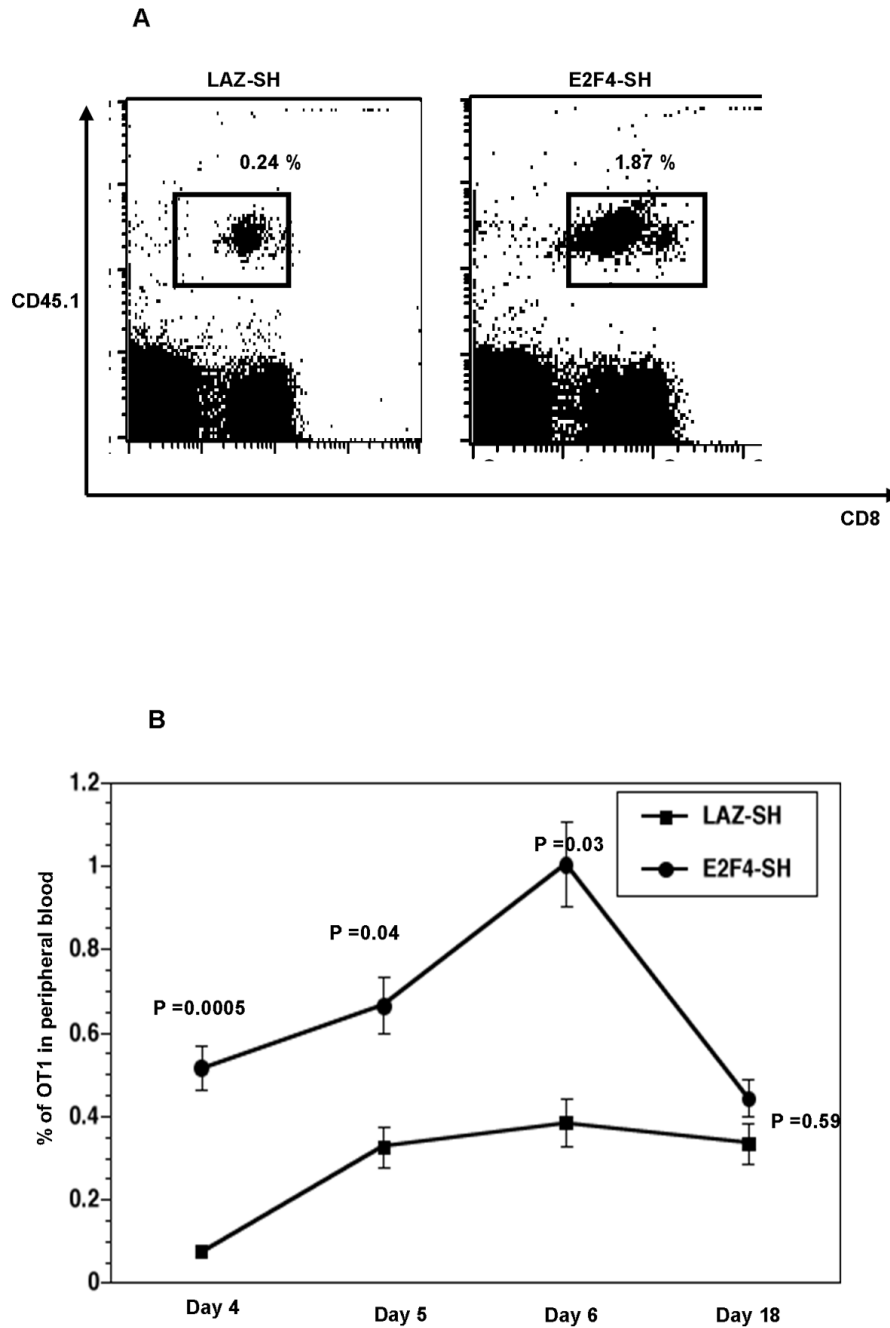 A
LAZ-SH
E2F4-SH
0.24 %
1.87 %
CD45.1
CD8
B
1.2
1
0.8
0.6
0.4
0.2
0
% of OT1 in peripheral blood
LAZ-SH
E2F4-SH
P =0.0005
P =0.04
P =0.03
P =0.59
Day 4
Day 5
Day 6
Day 18